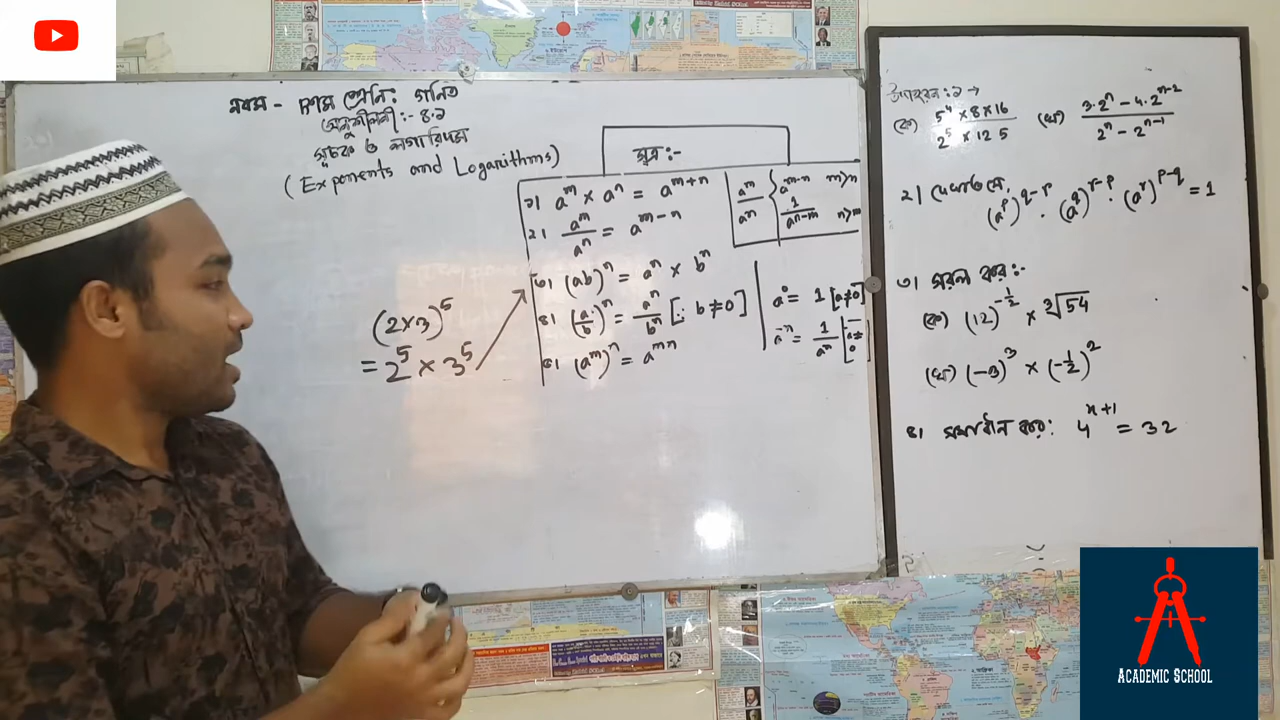 নবম - দশম শ্রেনি: গনিত
অনুশীলনী:- ৪.১
সূচক ও লগারিদম
(Exponents and Logarithms)
সূত্র:-
১। a^m × a^n = a^{m+n}
২। a^m/a^n = a^{m-n}
৩। (ab)^n = a^n × b^n
৪। (a/b)^n = a^n/b^n [∵ b ≠ 0]
৫। (a^m)^n = a^{mn}
a^m/a^n { a^{m-n} m>n
1/a^{n-m} n>m
a^0 = 1 [a≠0]
a^{-n} = 1/a^n [a≠0
(2×3)^5
= 2^5 × 3^5
উদাহরন: ১ →
(ক) 5^4 × 8 × 16 / 2^5 × 125 (খ) 3·2^n - 4·2^{n-2} / 2^n - 2^{n-1}
২। দেখাও যে,
(a^p)^{q-r} · (a^q)^{r-p} · (a^r)^{p-q} = 1
৩। সরল কর:-
(ক) (12)^{-1/2} × ∛54
(খ) (-3)^3 × (-1/2)^2
৪। সমাধান কর: 4^{x+1} = 32
ACADEMIC SCHOOL